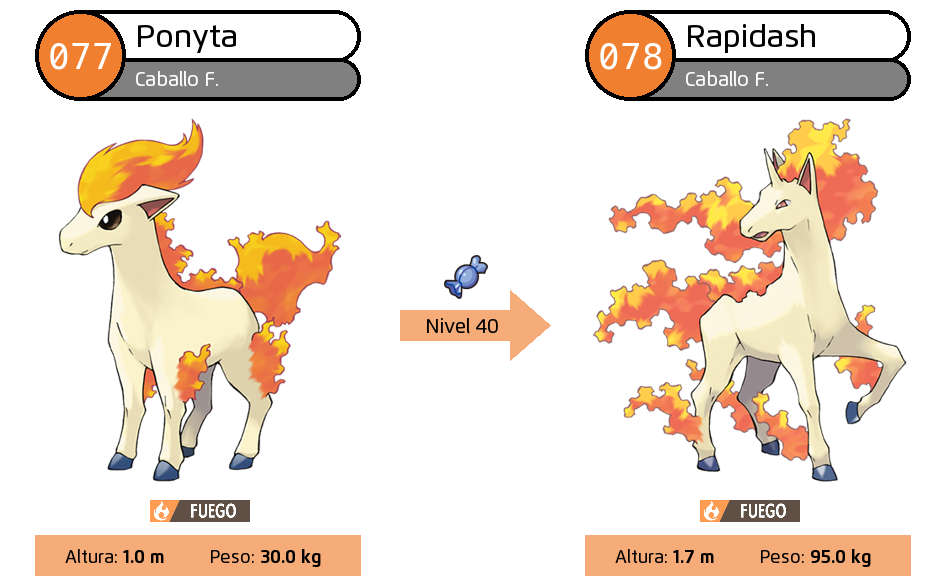 077
Ponyta
Caballo F.
078
Rapidash
Caballo F.
Nivel 40
FUEGO
FUEGO
Altura: 1.0 m Peso: 30.0 kg
Altura: 1.7 m Peso: 95.0 kg